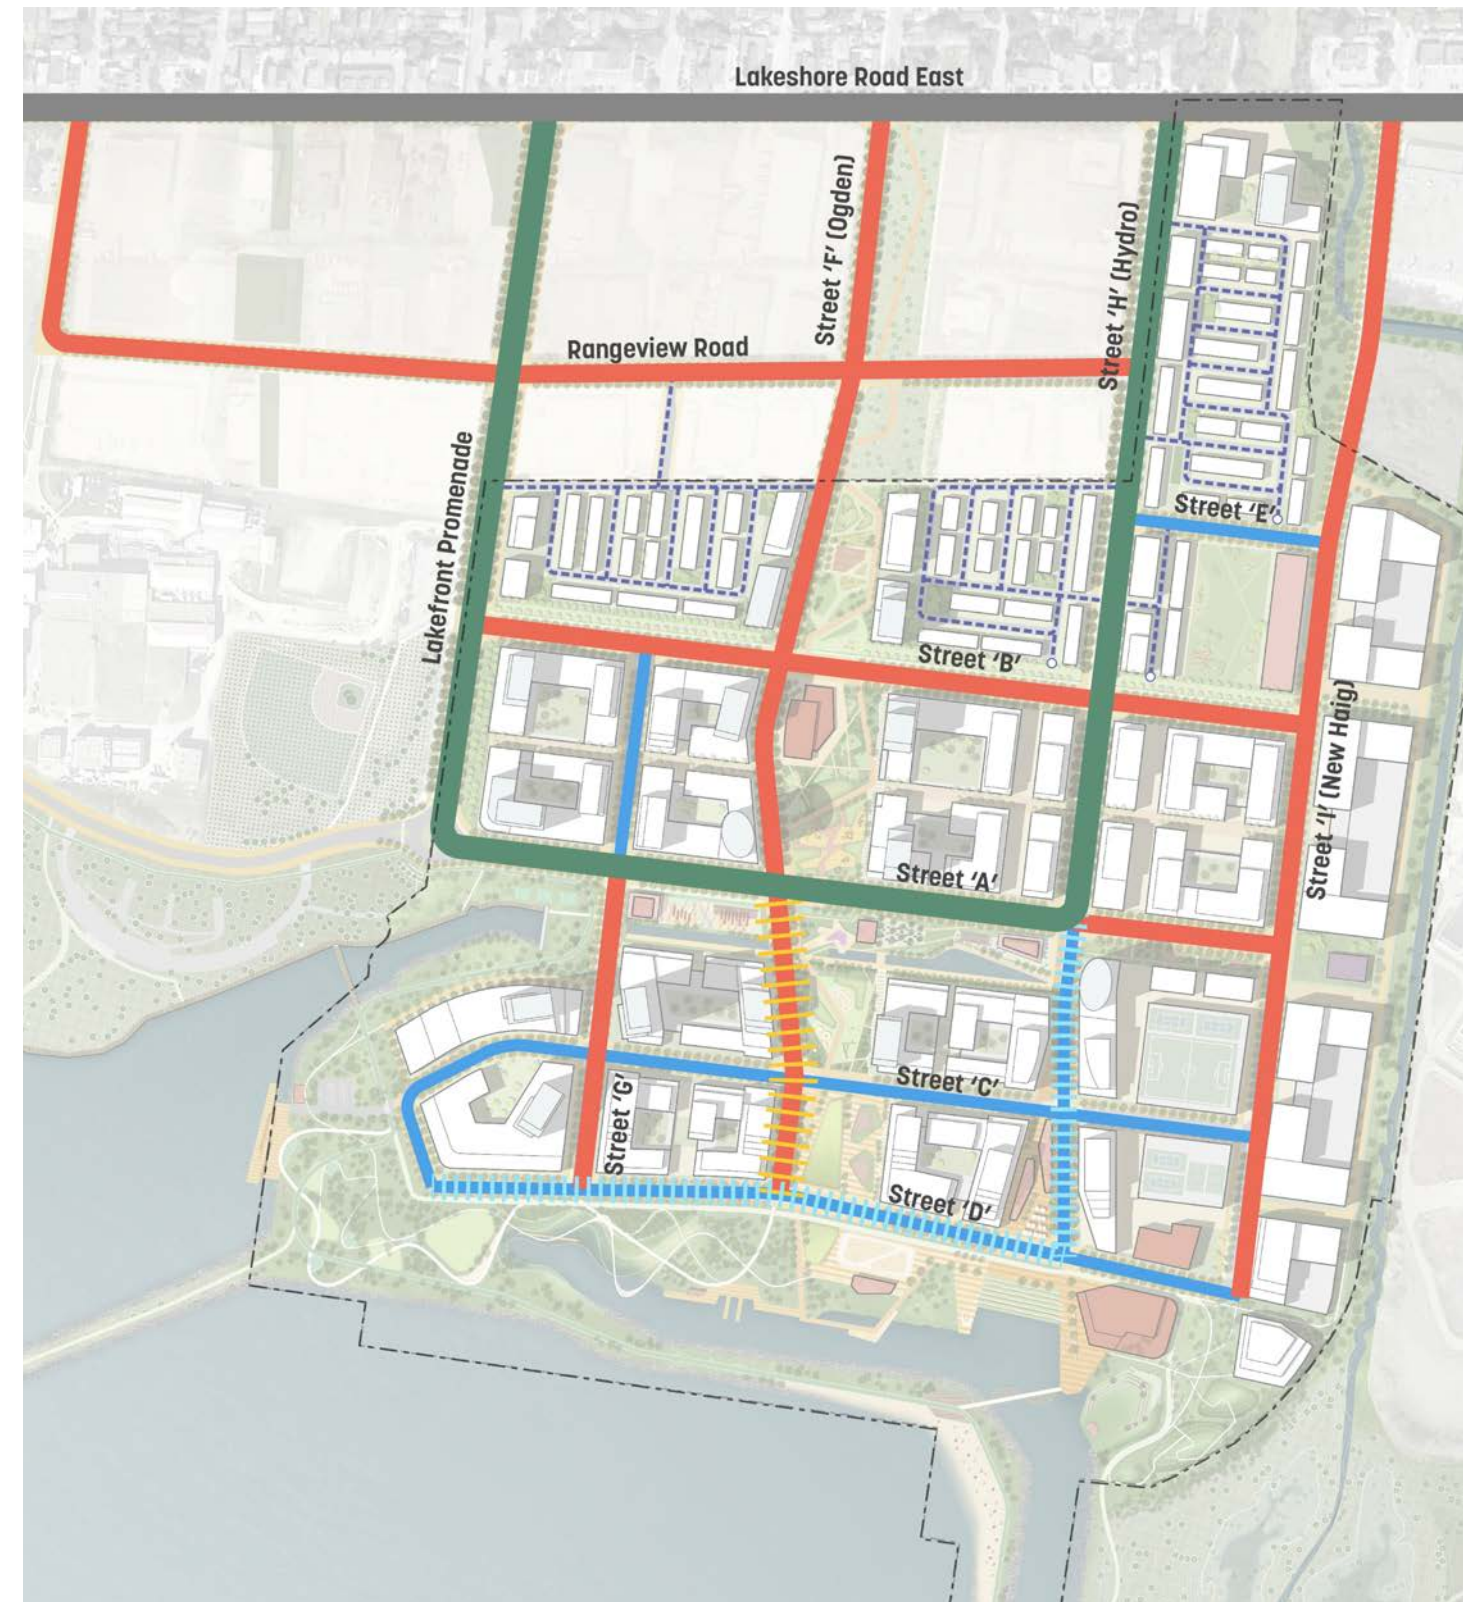 Lakeshore Road East
Street ‘F’ (Ogden)
Street ‘H’ (Hydro)
Rangeview Road
Lakefront Promenade
Street ‘E’
Street ‘B’
Street ‘I’ (New Haig)
Street ‘A’
Street ‘C’
Street ‘G’
Street ‘D’